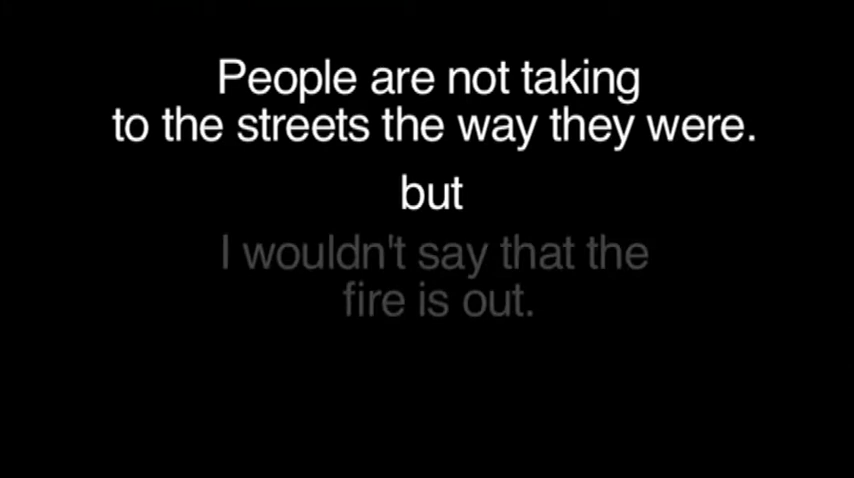 People are not taking
to the streets the way they were.
but
I wouldn't say that the
fire is out.